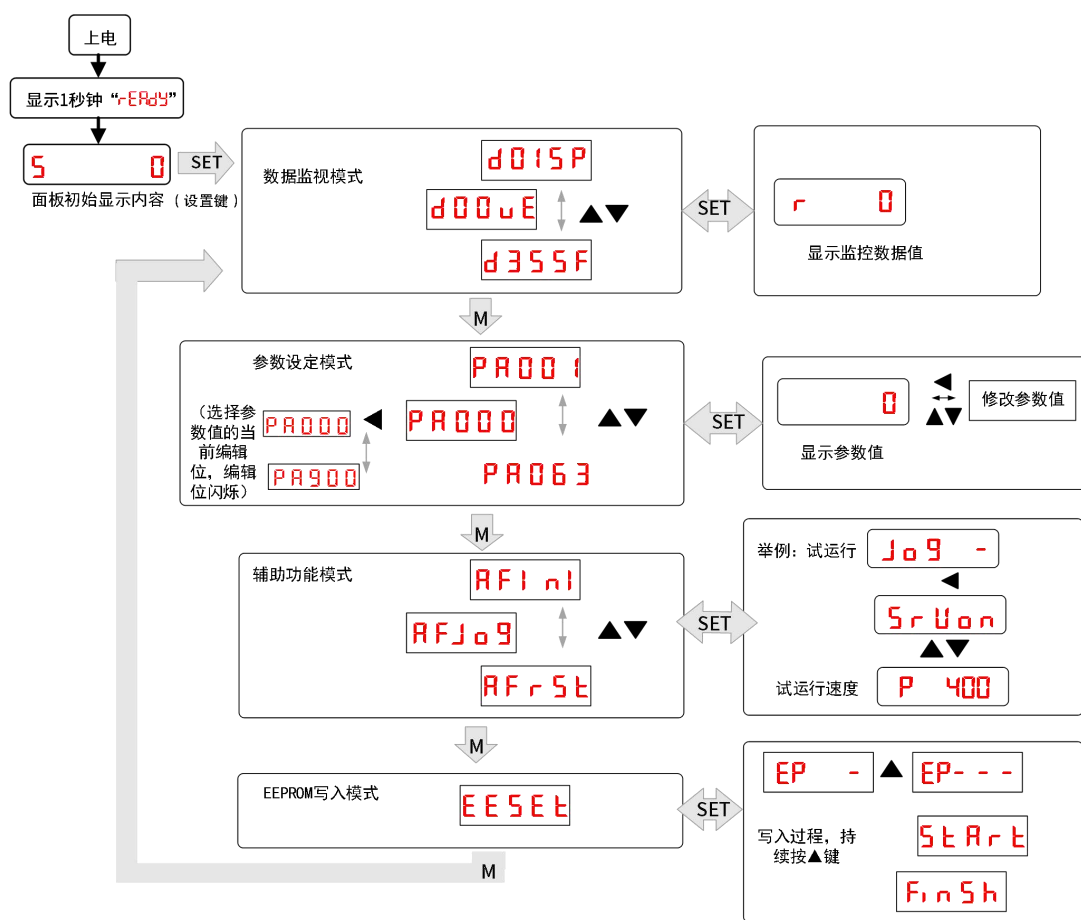 上电
显示1秒钟 “rEAdy”
S 0
SET
面板初始显示内容 (设置键)
数据监视模式
d01SP
d00uE
▲▼
d35SF
SET
r 0
显示监控数据值
M
参数设定模式
PA001
(选择参
数值的当
前编辑
位，编辑
位闪烁)
PA000
◀
PA900
PA000
▲▼
PA063
SET
0
◀
▲▼
修改参数值
显示参数值
M
辅助功能模式
AFInI
AFJog
▲▼
AFrSt
SET
举例：试运行
Jog -
◀
SrUon
▲▼
试运行速度
P 400
M
EEPROM写入模式
EESEt
SET
EP -
▲
EP---
写入过程，持
续按▲键
StArt
FinSh
M